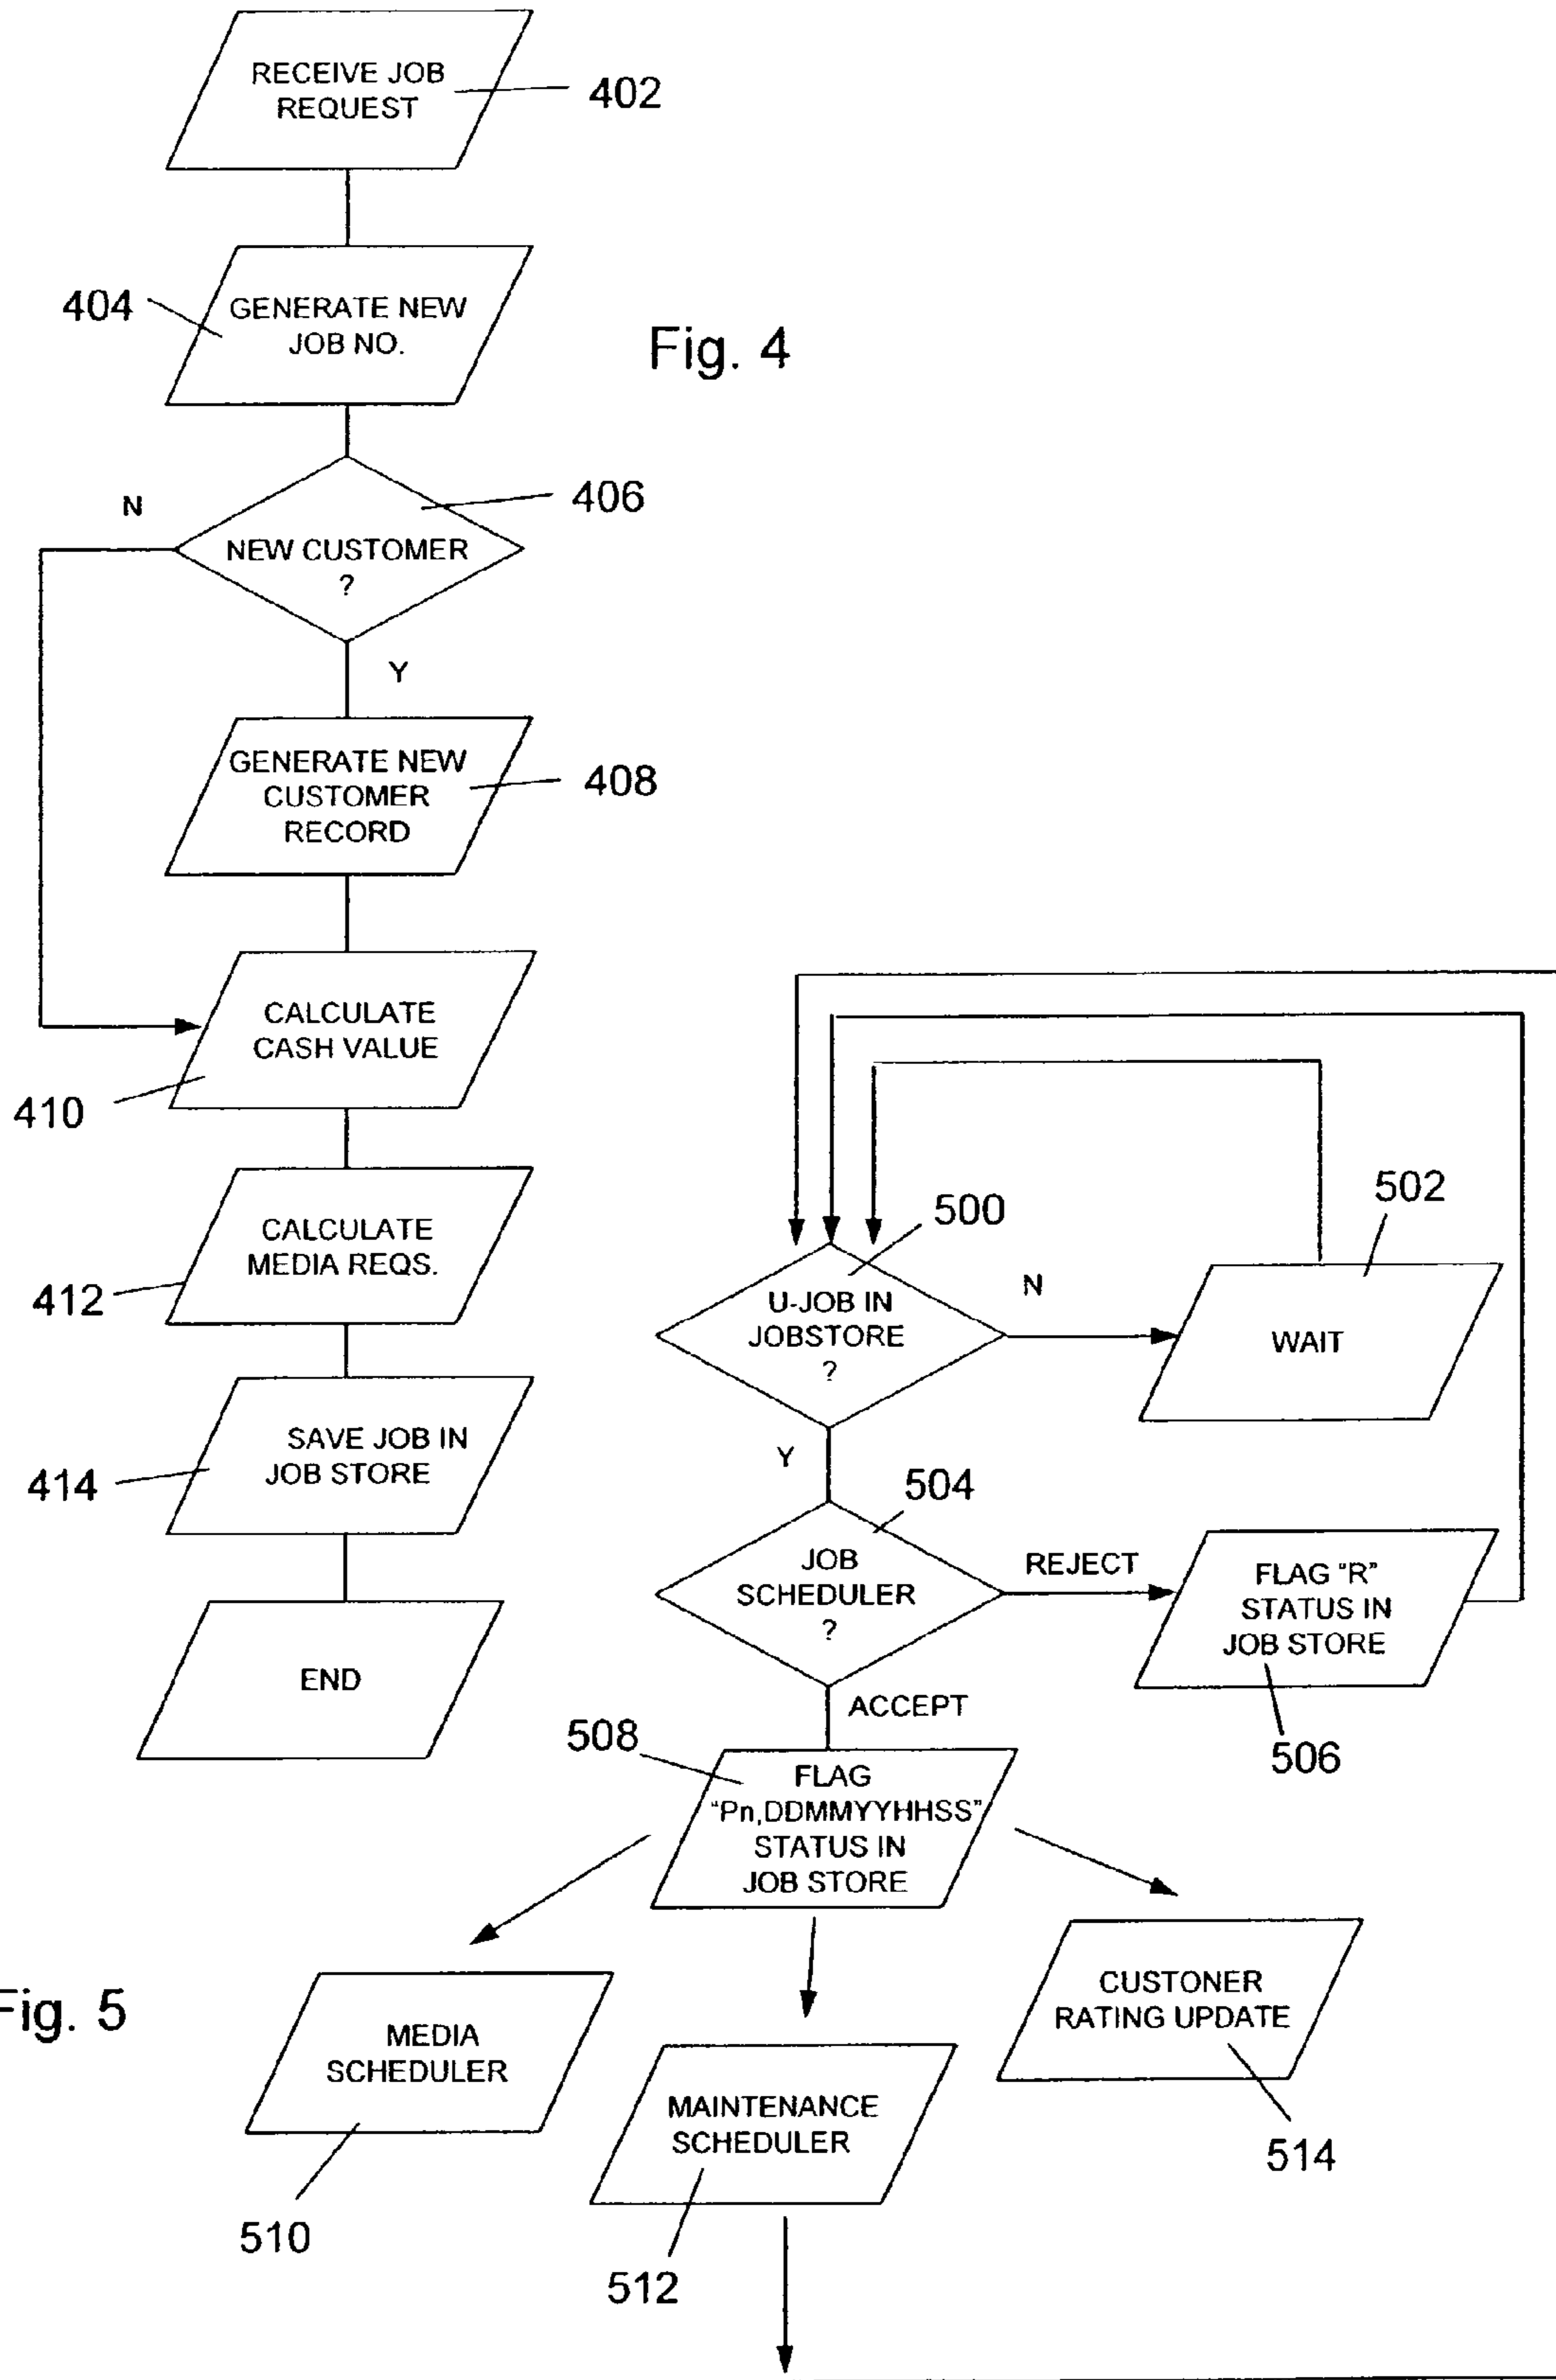 RECEIVE JOB
REQUEST
402
404
GENERATE NEW
JOB NO.
Fig. 4
N
406
NEW CUSTOMER
?
Y
GENERATE NEW
CUSTOMER
RECORD
408
CALCULATE
CASH VALUE
410
CALCULATE
MEDIA REQS.
412
SAVE JOB IN
JOB STORE
414
END
500
502
U-JOB IN
JOBSTORE
?
N
WAIT
Y
504
JOB
SCHEDULER
?
REJECT
FLAG "R"
STATUS IN
JOB STORE
506
ACCEPT
508
FLAG
"Pn,DDMMYYHHSS"
STATUS IN
JOB STORE
Fig. 5
MEDIA
SCHEDULER
510
MAINTENANCE
SCHEDULER
512
CUSTONER
RATING UPDATE
514